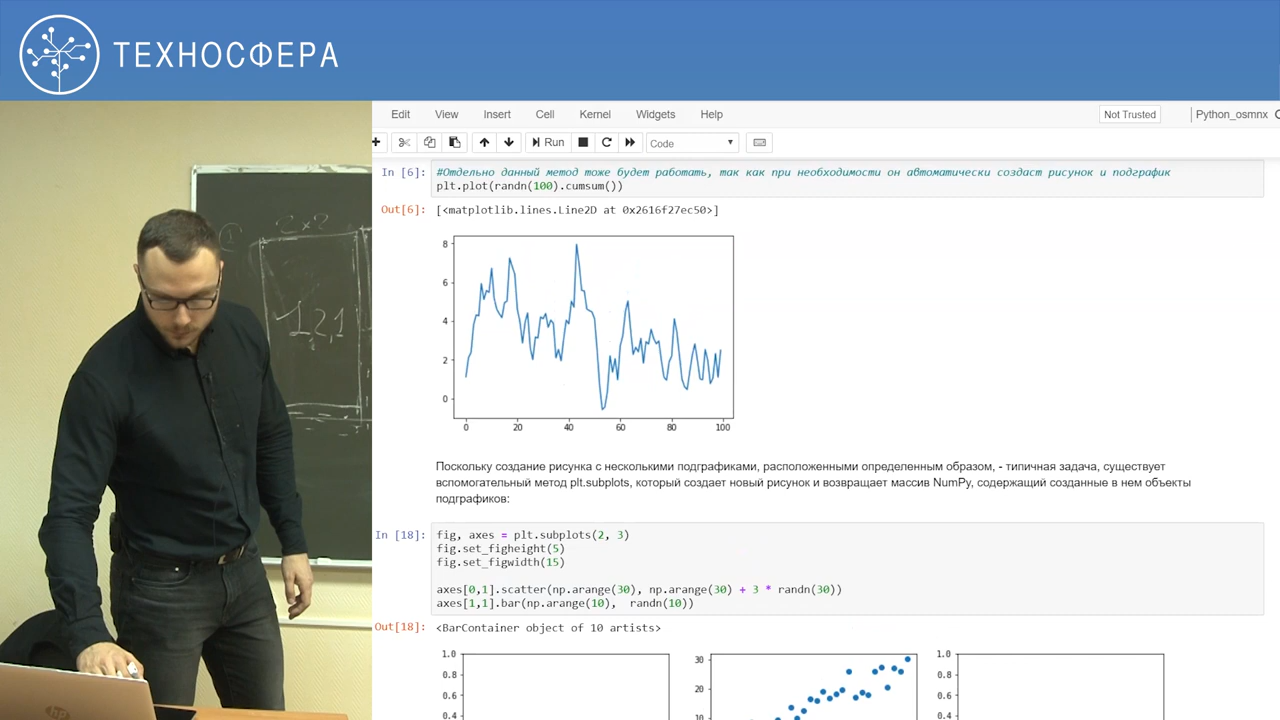 ТЕХНОСФЕРА
Edit View Insert Cell Kernel Widgets Help
Not Trusted
Python_osmnx
Run
Code
In [6]:
#Отдельно данный метод тоже будет работать, так как при необходимости он автоматически создаст рисунок и подграфик
plt.plot(randn(100).cumsum())
Out[6]:
[<matplotlib.lines.Line2D at 0x2616f27ec50>]
8
6
4
2
0
0 20 40 60 80 100
Поскольку создание рисунка с несколькими подграфиками, расположенными определенным образом, - типичная задача, существует
вспомогательный метод plt.subplots, который создает новый рисунок и возвращает массив NumPy, содержащий созданные в нем объекты
подграфиков:
In [18]:
fig, axes = plt.subplots(2, 3)
fig.set_figheight(5)
fig.set_figwidth(15)
axes[0,1].scatter(np.arange(30), np.arange(30) + 3 * randn(30))
axes[1,1].bar(np.arange(10), randn(10))
Out[18]:
<BarContainer object of 10 artists>
1.0
0.8
0.6
0.4
30
20
10
1.0
0.8
0.6
0.4
2x2
1,2,1
hp